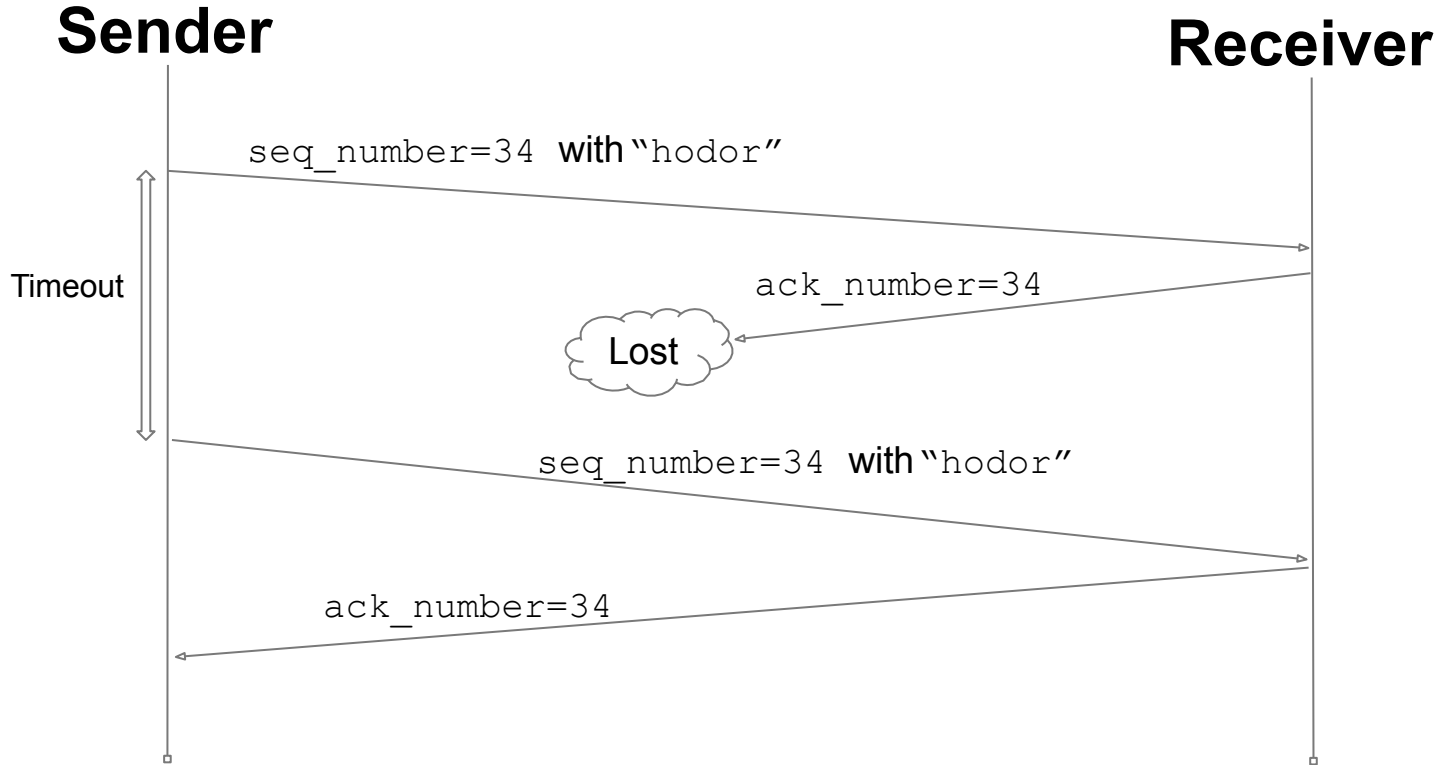 Sender
Receiver
seq_number=34 with “hodor”
Timeout
ack_number=34
Lost
seq_number=34 with “hodor”
ack_number=34